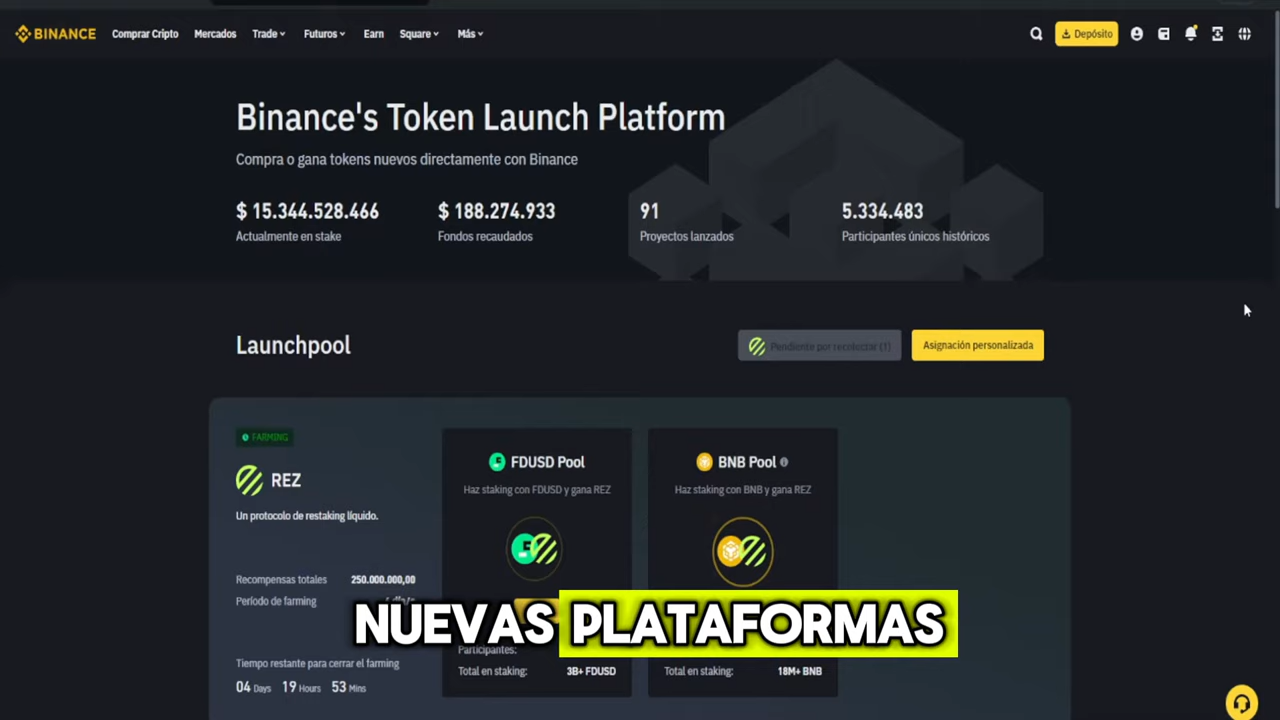 BINANCE
Comprar Cripto Mercados Trade Futuros Earn Square Más
Depósito
Binance's Token Launch Platform
Compra o gana tokens nuevos directamente con Binance
$ 15.344.528.466
Actualmente en stake
$ 188.274.933
Fondos recaudados
91
Proyectos lanzados
5.334.483
Participantes únicos históricos
Launchpool
Pendiente por recolectar (1)
Asignación personalizada
FARMING
REZ
Un protocolo de restaking líquido.
Recompensas totales 250.000.000,00
Período de farming
Tiempo restante para cerrar el farming
04 Days 19 Hours 53 Mins
FDUSD Pool
Haz staking con FDUSD y gana REZ
Participantes:
Total en staking: 3B+ FDUSD
BNB Pool
Haz staking con BNB y gana REZ
Total en staking: 18M+ BNB
NUEVAS PLATAFORMAS